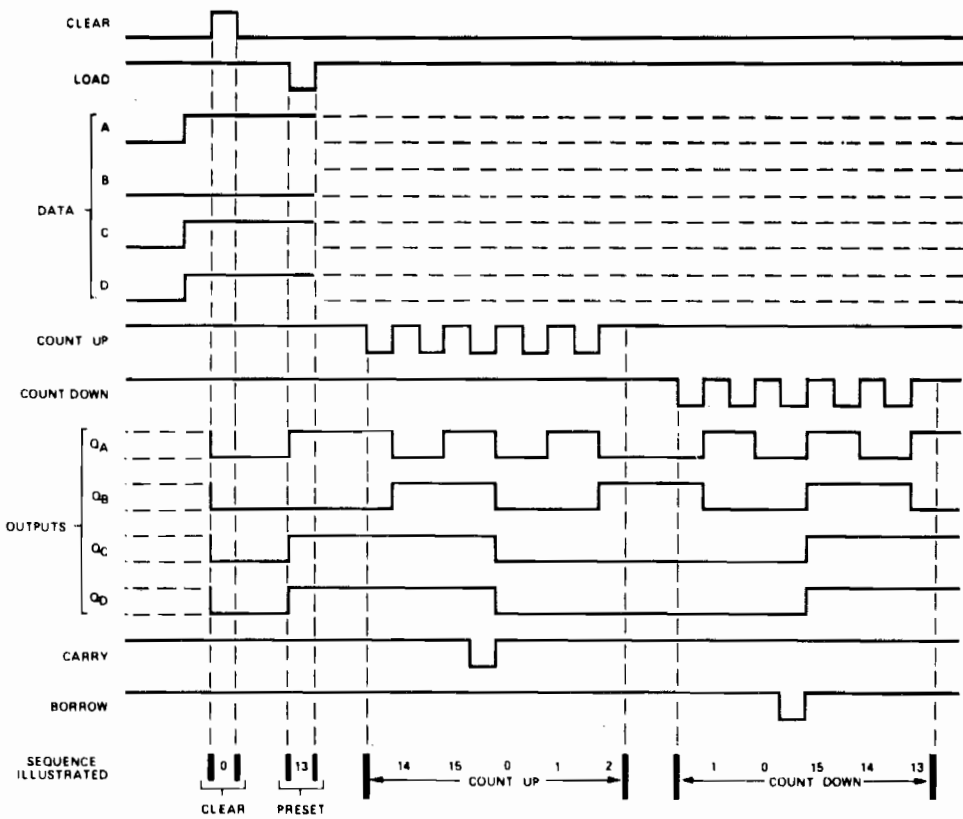 CLEAR
LOAD
A
B
DATA
C
D
COUNT UP
COUNT DOWN
QA
QB
OUTPUTS
QC
QD
CARRY
BORROW
SEQUENCE
ILLUSTRATED
0 13 14 15 0 1 2 1 0 15 14 13
COUNT UP COUNT DOWN
CLEAR PRESET